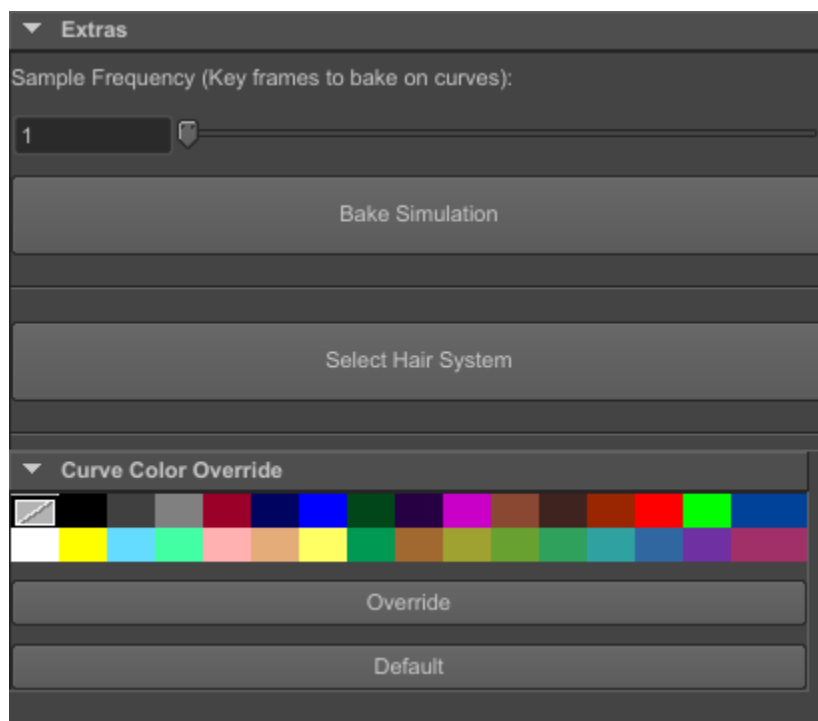 Extras
Sample Frequency (Key frames to bake on curves):
1
Bake Simulation
Select Hair System
Curve Color Override
Override
Default